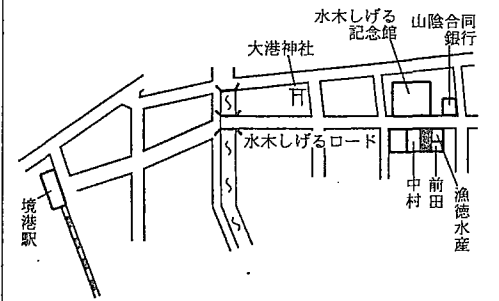 水木しげる
記念館
山陰合同
銀行
大港神社
水木しげるロード
境港駅
中村
前田
漁徳水産